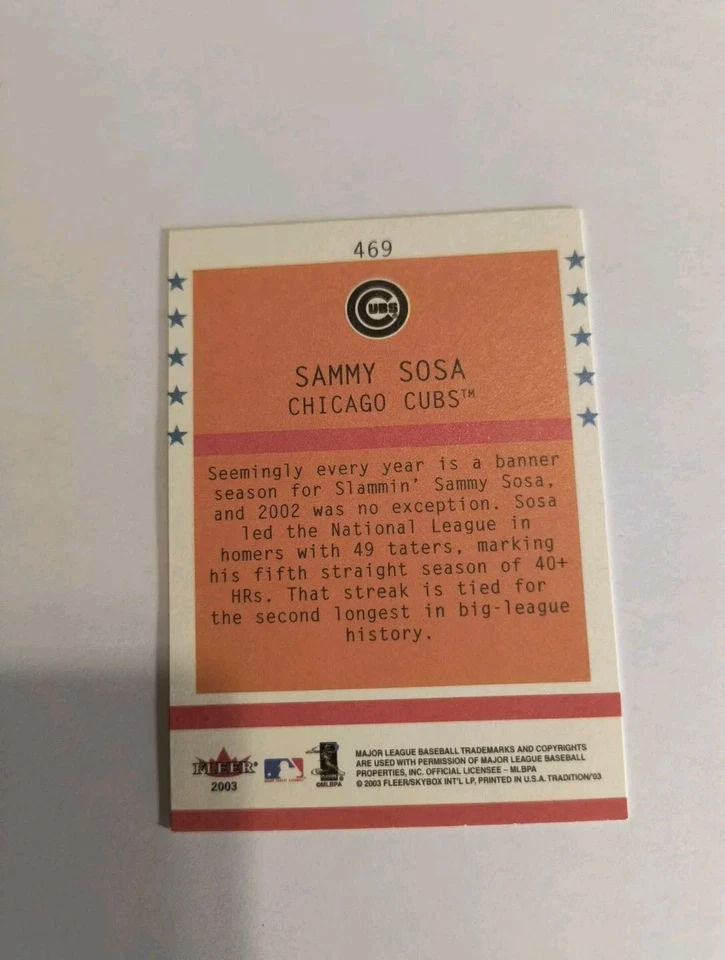 469
CUBS
SAMMY SOSA
CHICAGO CUBS™
Seemingly every year is a banner
season for Slammin' Sammy Sosa,
and 2002 was no exception. Sosa
led the National League in
homers with 49 taters, marking
his fifth straight season of 40+
HRs. That streak is tied for
the second longest in big-league
history.
FLEER
2003
©MLBPA
MAJOR LEAGUE BASEBALL TRADEMARKS AND COPYRIGHTS
ARE USED WITH PERMISSION OF MAJOR LEAGUE BASEBALL
PROPERTIES, INC. OFFICIAL LICENSEE – MLBPA
© 2003 FLEER/SKYBOX INT'L LP, PRINTED IN U.S.A. TRADITION/'03